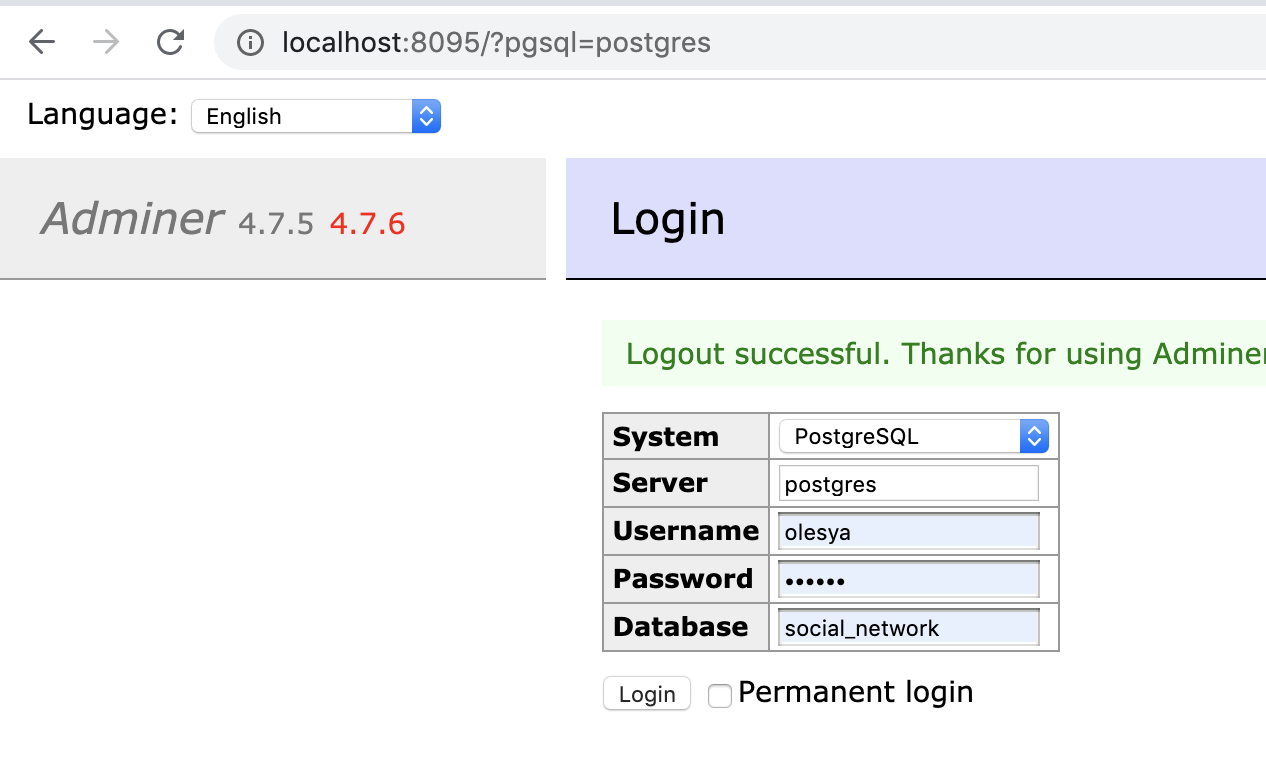 localhost:8095/?pgsql=postgres
Language: English
Adminer 4.7.5 4.7.6
Login
Logout successful. Thanks for using Adminer
System PostgreSQL
Server postgres
Username olesya
Password ••••••
Database social_network
Login Permanent login